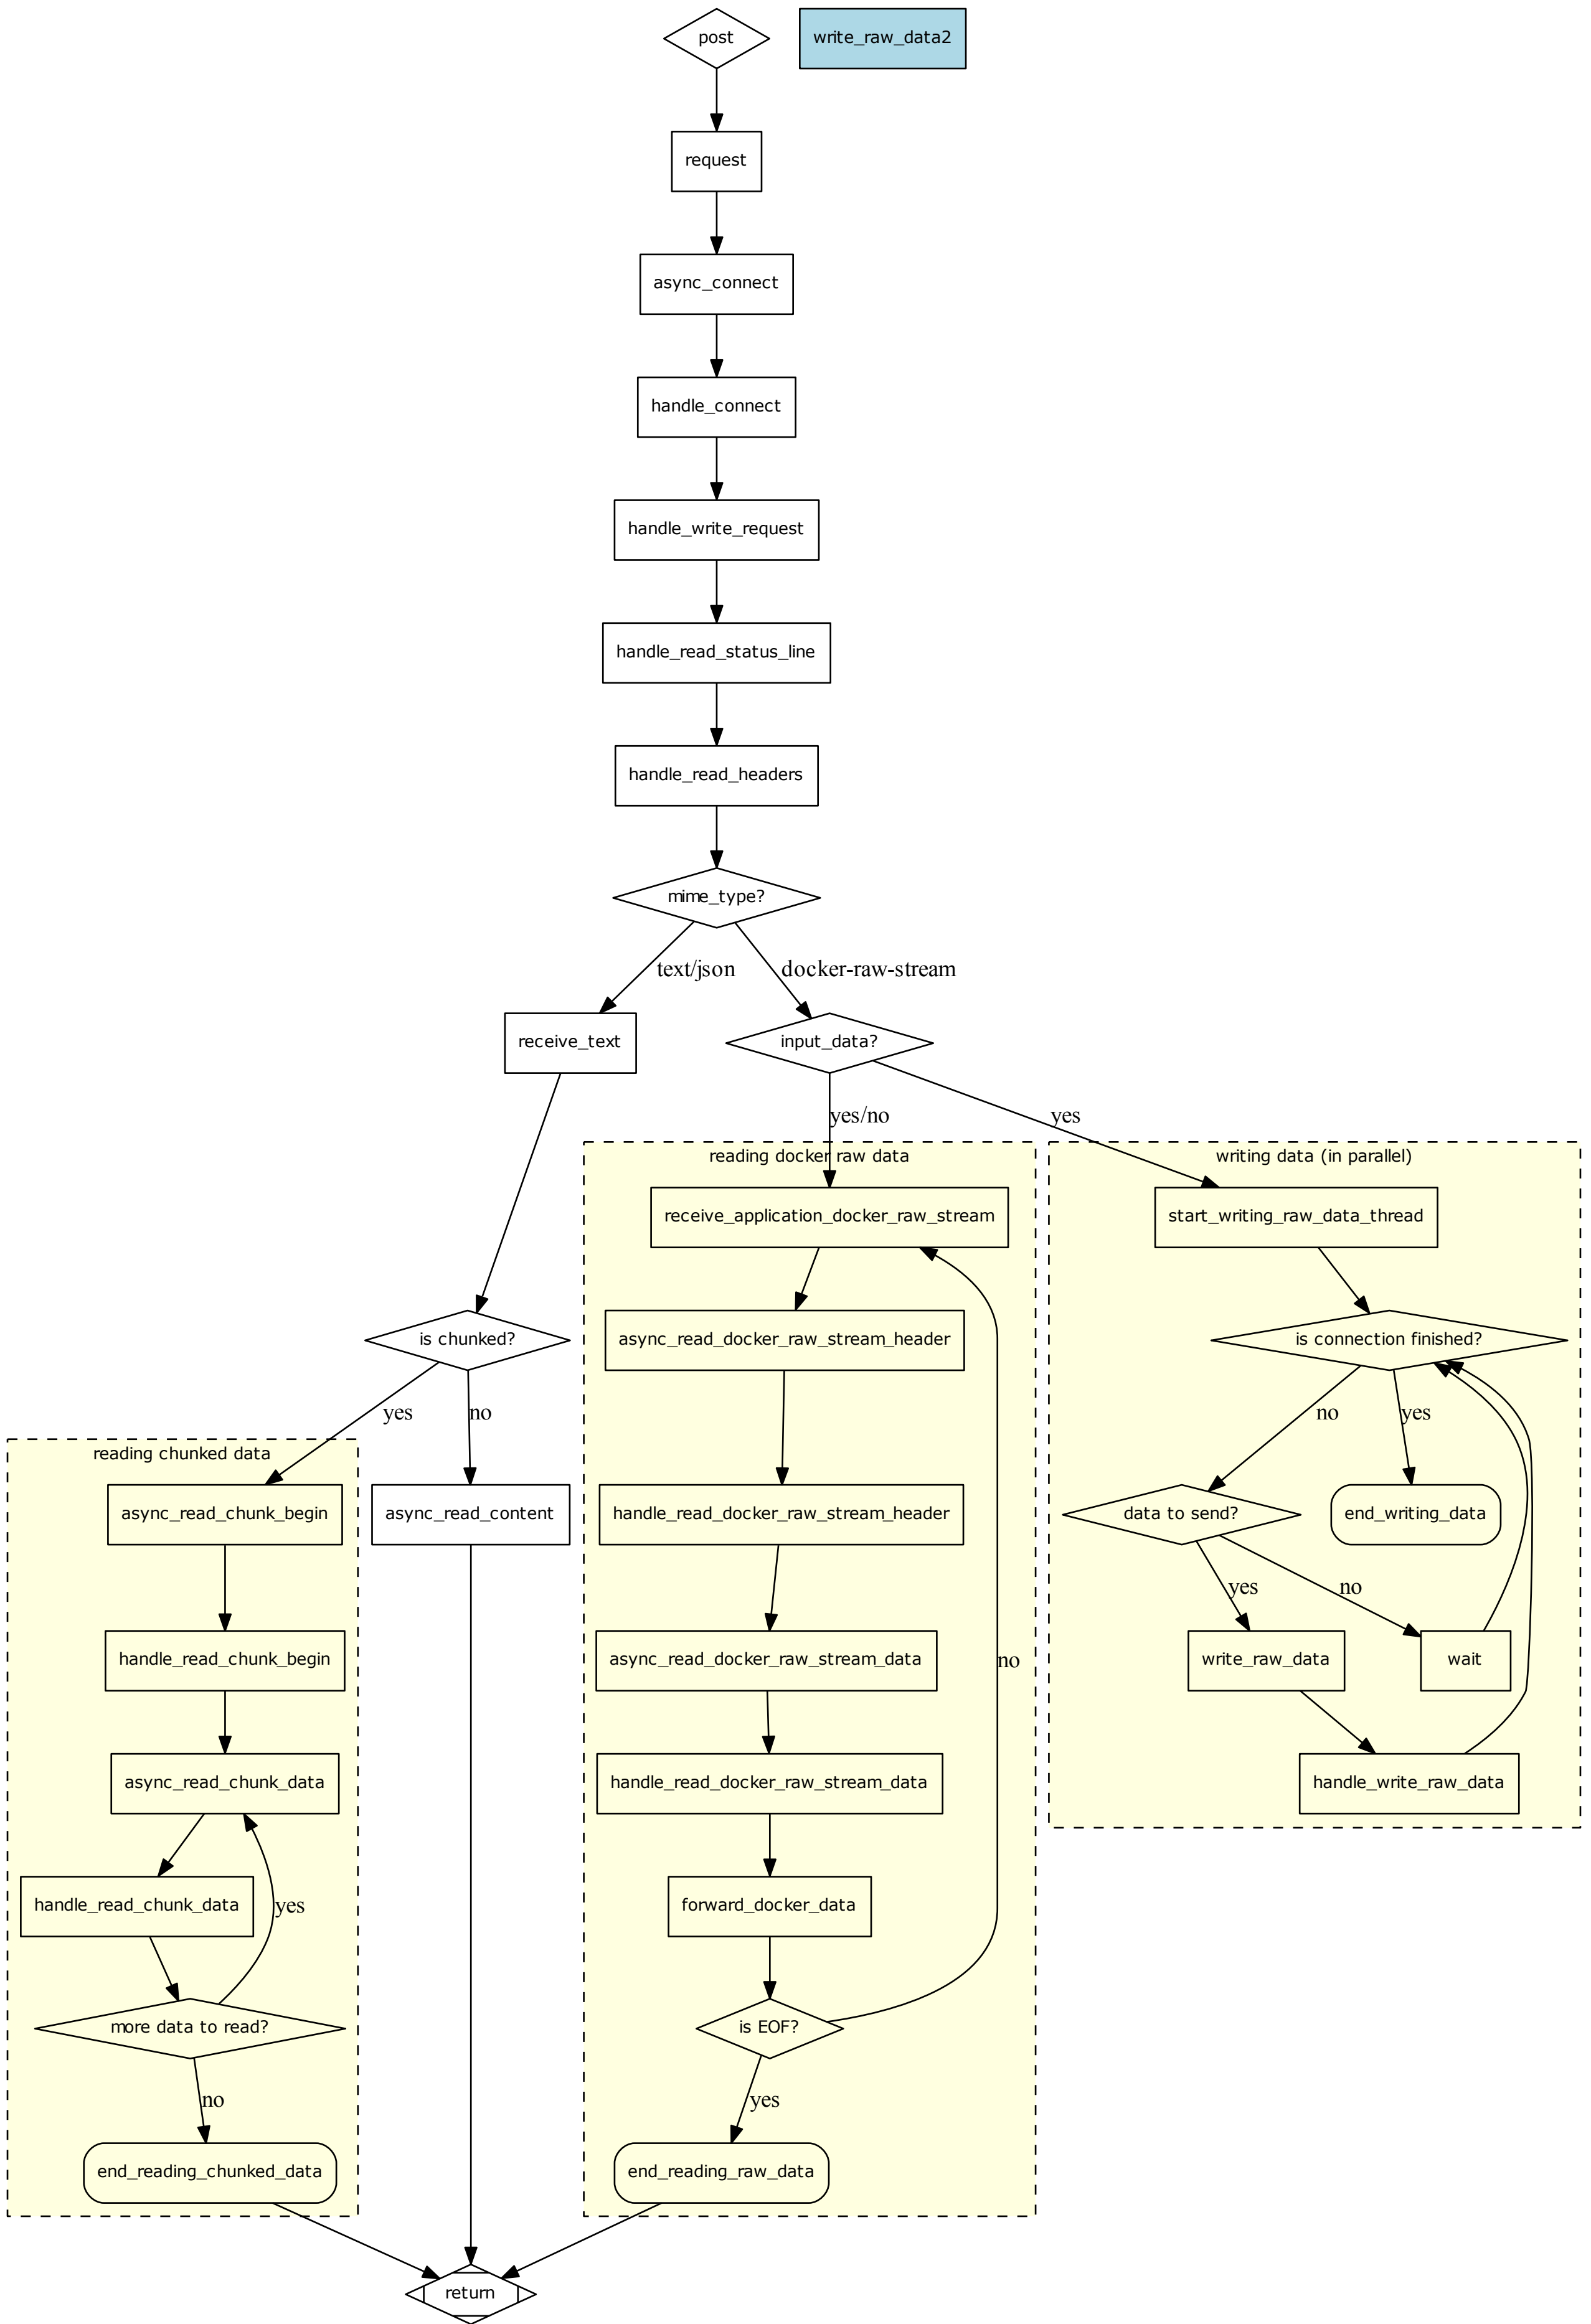 post
write_raw_data2
request
async_connect
handle_connect
handle_write_request
handle_read_status_line
handle_read_headers
mime_type?
text/json
docker-raw-stream
receive_text
input_data?
yes/no
yes
reading docker raw data
writing data (in parallel)
receive_application_docker_raw_stream
start_writing_raw_data_thread
is chunked?
async_read_docker_raw_stream_header
is connection finished?
yes
no
no
yes
reading chunked data
async_read_chunk_begin
async_read_content
handle_read_docker_raw_stream_header
data to send?
end_writing_data
yes
no
handle_read_chunk_begin
async_read_docker_raw_stream_data
no
write_raw_data
wait
async_read_chunk_data
handle_read_docker_raw_stream_data
handle_write_raw_data
handle_read_chunk_data
yes
forward_docker_data
more data to read?
is EOF?
no
yes
end_reading_chunked_data
end_reading_raw_data
return